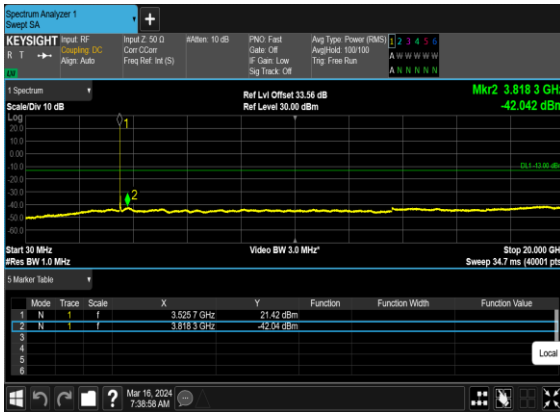 Spectrum Analyzer 1
Swept SA
+
KEYSIGHT Input: RF Input Z: 50 Ω #Atten: 10 dB PNO: Fast Avg Type: Power (RMS) 1 2 3 4 5 6
R T Coupling: DC Corr CCorr Gate: Off Avg|Hold: 100/100 A W W W W W
Align: Auto Freq Ref: Int (S) IF Gain: Low Trig: Free Run
Sig Track: Off A N N N N N
1 Spectrum Ref Lvl Offset 33.56 dB Mkr2 3.818 3 GHz
Scale/Div 10 dB Ref Level 30.00 dBm -42.042 dBm
Log
20.0
10.0
0.00
-10.0
-20.0
-30.0
-40.0
-50.0
-60.0
1
2
DL1 -13.00 dBm
Start 30 MHz Video BW 3.0 MHz* Stop 20.000 GHz
#Res BW 1.0 MHz Sweep 34.7 ms (40001 pts)
5 Marker Table
Mode Trace Scale X Y Function Function Width Function Value
1 N 1 f 3.525 7 GHz 21.42 dBm
2 N 1 f 3.818 3 GHz -42.04 dBm
3
4
5
6
Local
? Mar 16, 2024
7:38:58 AM